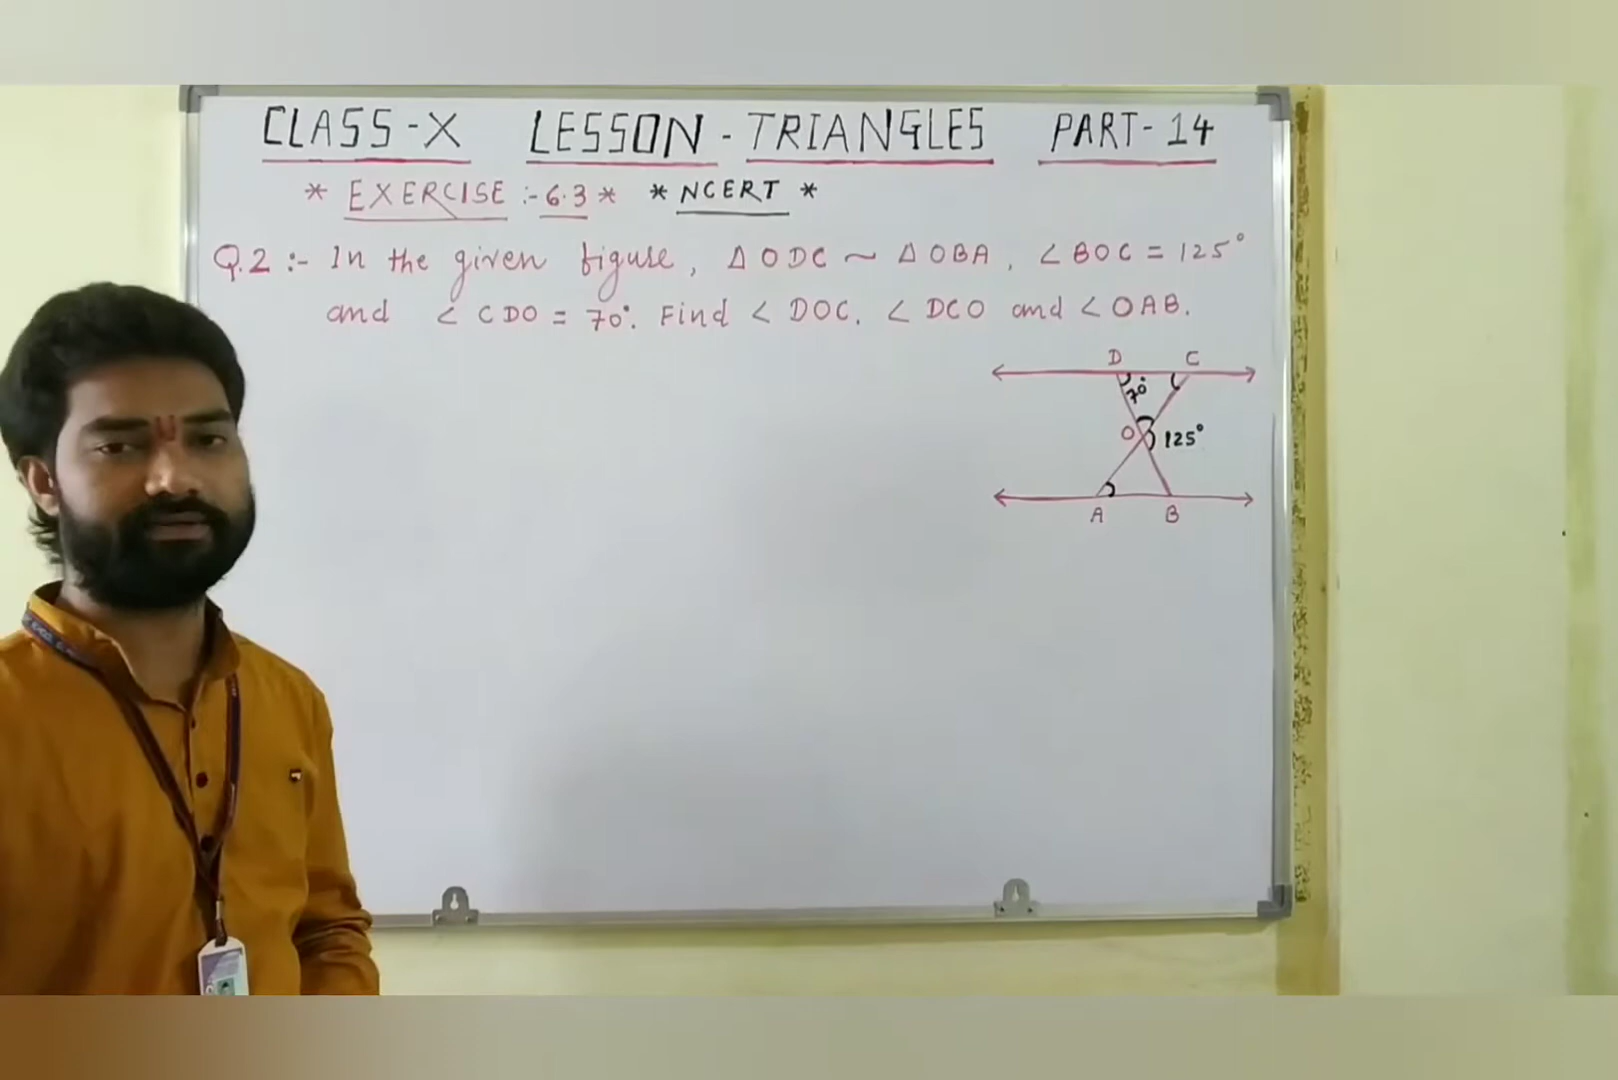 CLASS-X LESSON - TRIANGLES PART-14
* EXERCISE :- 6.3 * * NCERT *
Q.2 :- In the given figure, Δ ODC ~ Δ OBA, ∠BOC = 125°
and ∠ CDO = 70°. Find ∠ DOC, ∠ DCO and ∠ OAB.
D C
70°
O 125°
A B